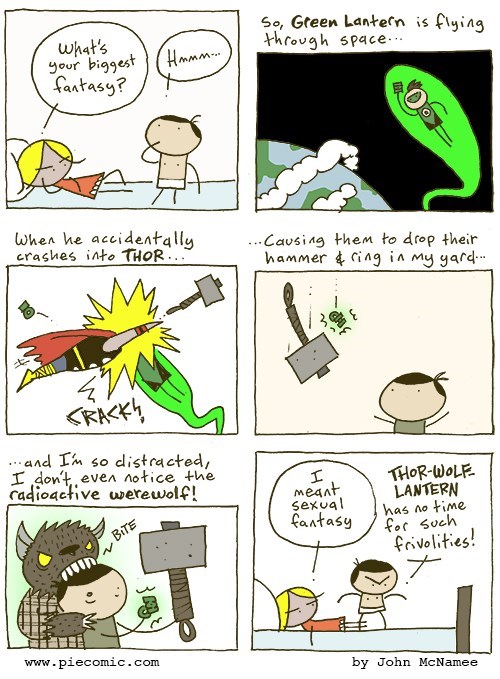 What's
your biggest
fantasy?
Hmmm...
So, Green Lantern is flying
through space...
When he accidentally
crashes into THOR...
CRACK!
...Causing them to drop their
hammer & ring in my yard...
...and I'm so distracted,
I don't even notice the
radioactive werewolf!
BITE
I
meant
sexual
fantasy
THOR-WOLF
LANTERN
has no time
for such
frivolities!
www.piecomic.com
by John McNamee